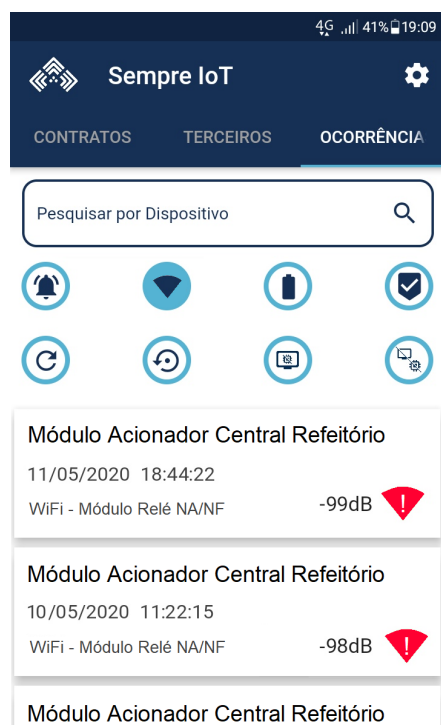 4G 41% 19:09
Sempre IoT
CONTRATOS TERCEIROS OCORRÊNCIA
Pesquisar por Dispositivo
Módulo Acionador Central Refeitório
11/05/2020 18:44:22
WiFi - Módulo Relé NA/NF -99dB
Módulo Acionador Central Refeitório
10/05/2020 11:22:15
WiFi - Módulo Relé NA/NF -98dB
Módulo Acionador Central Refeitório